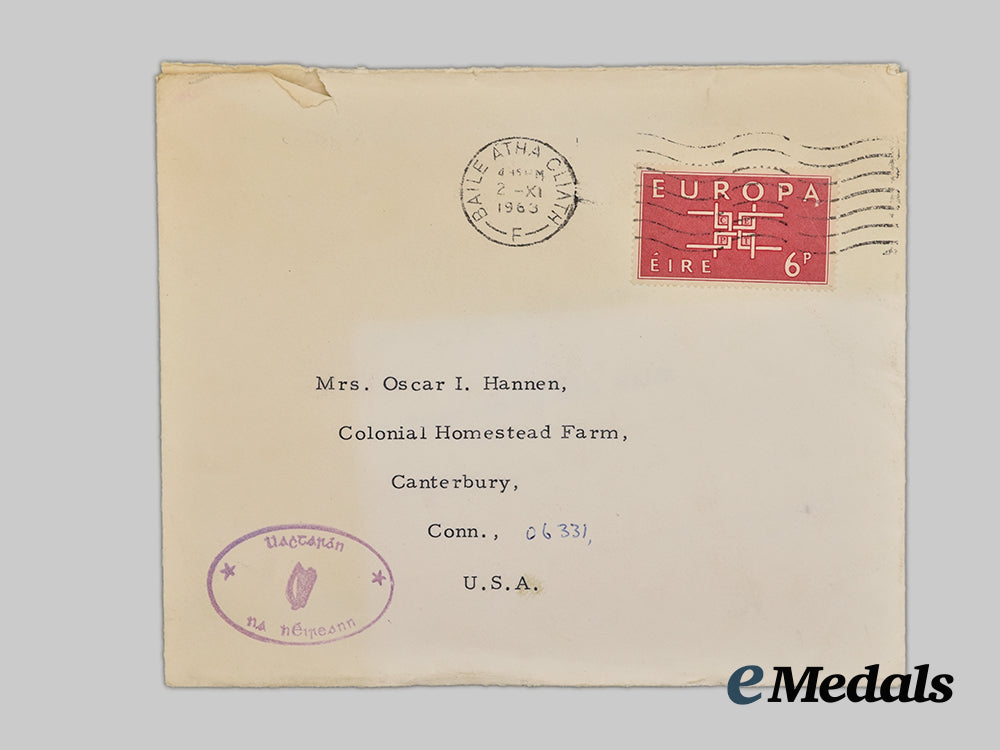 BAILE ATHA CLIATH
2 -XI
1963
F
EUROPA
ÉIRE 6P
Mrs. Oscar I. Hannen,
Colonial Homestead Farm,
Canterbury,
Conn., 06331,
U.S.A.
Uachtarán
na hÉireann
eMedals